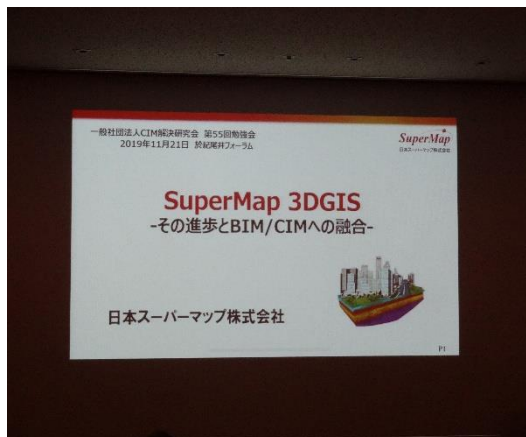 一般社団法人CIM解決研究会 第55回勉強会
2019年11月21日 於紀尾井フォーラム
SuperMap
日本スーパーマップ株式会社
SuperMap 3DGIS
-その進歩とBIM/CIMへの融合-
日本スーパーマップ株式会社
P1